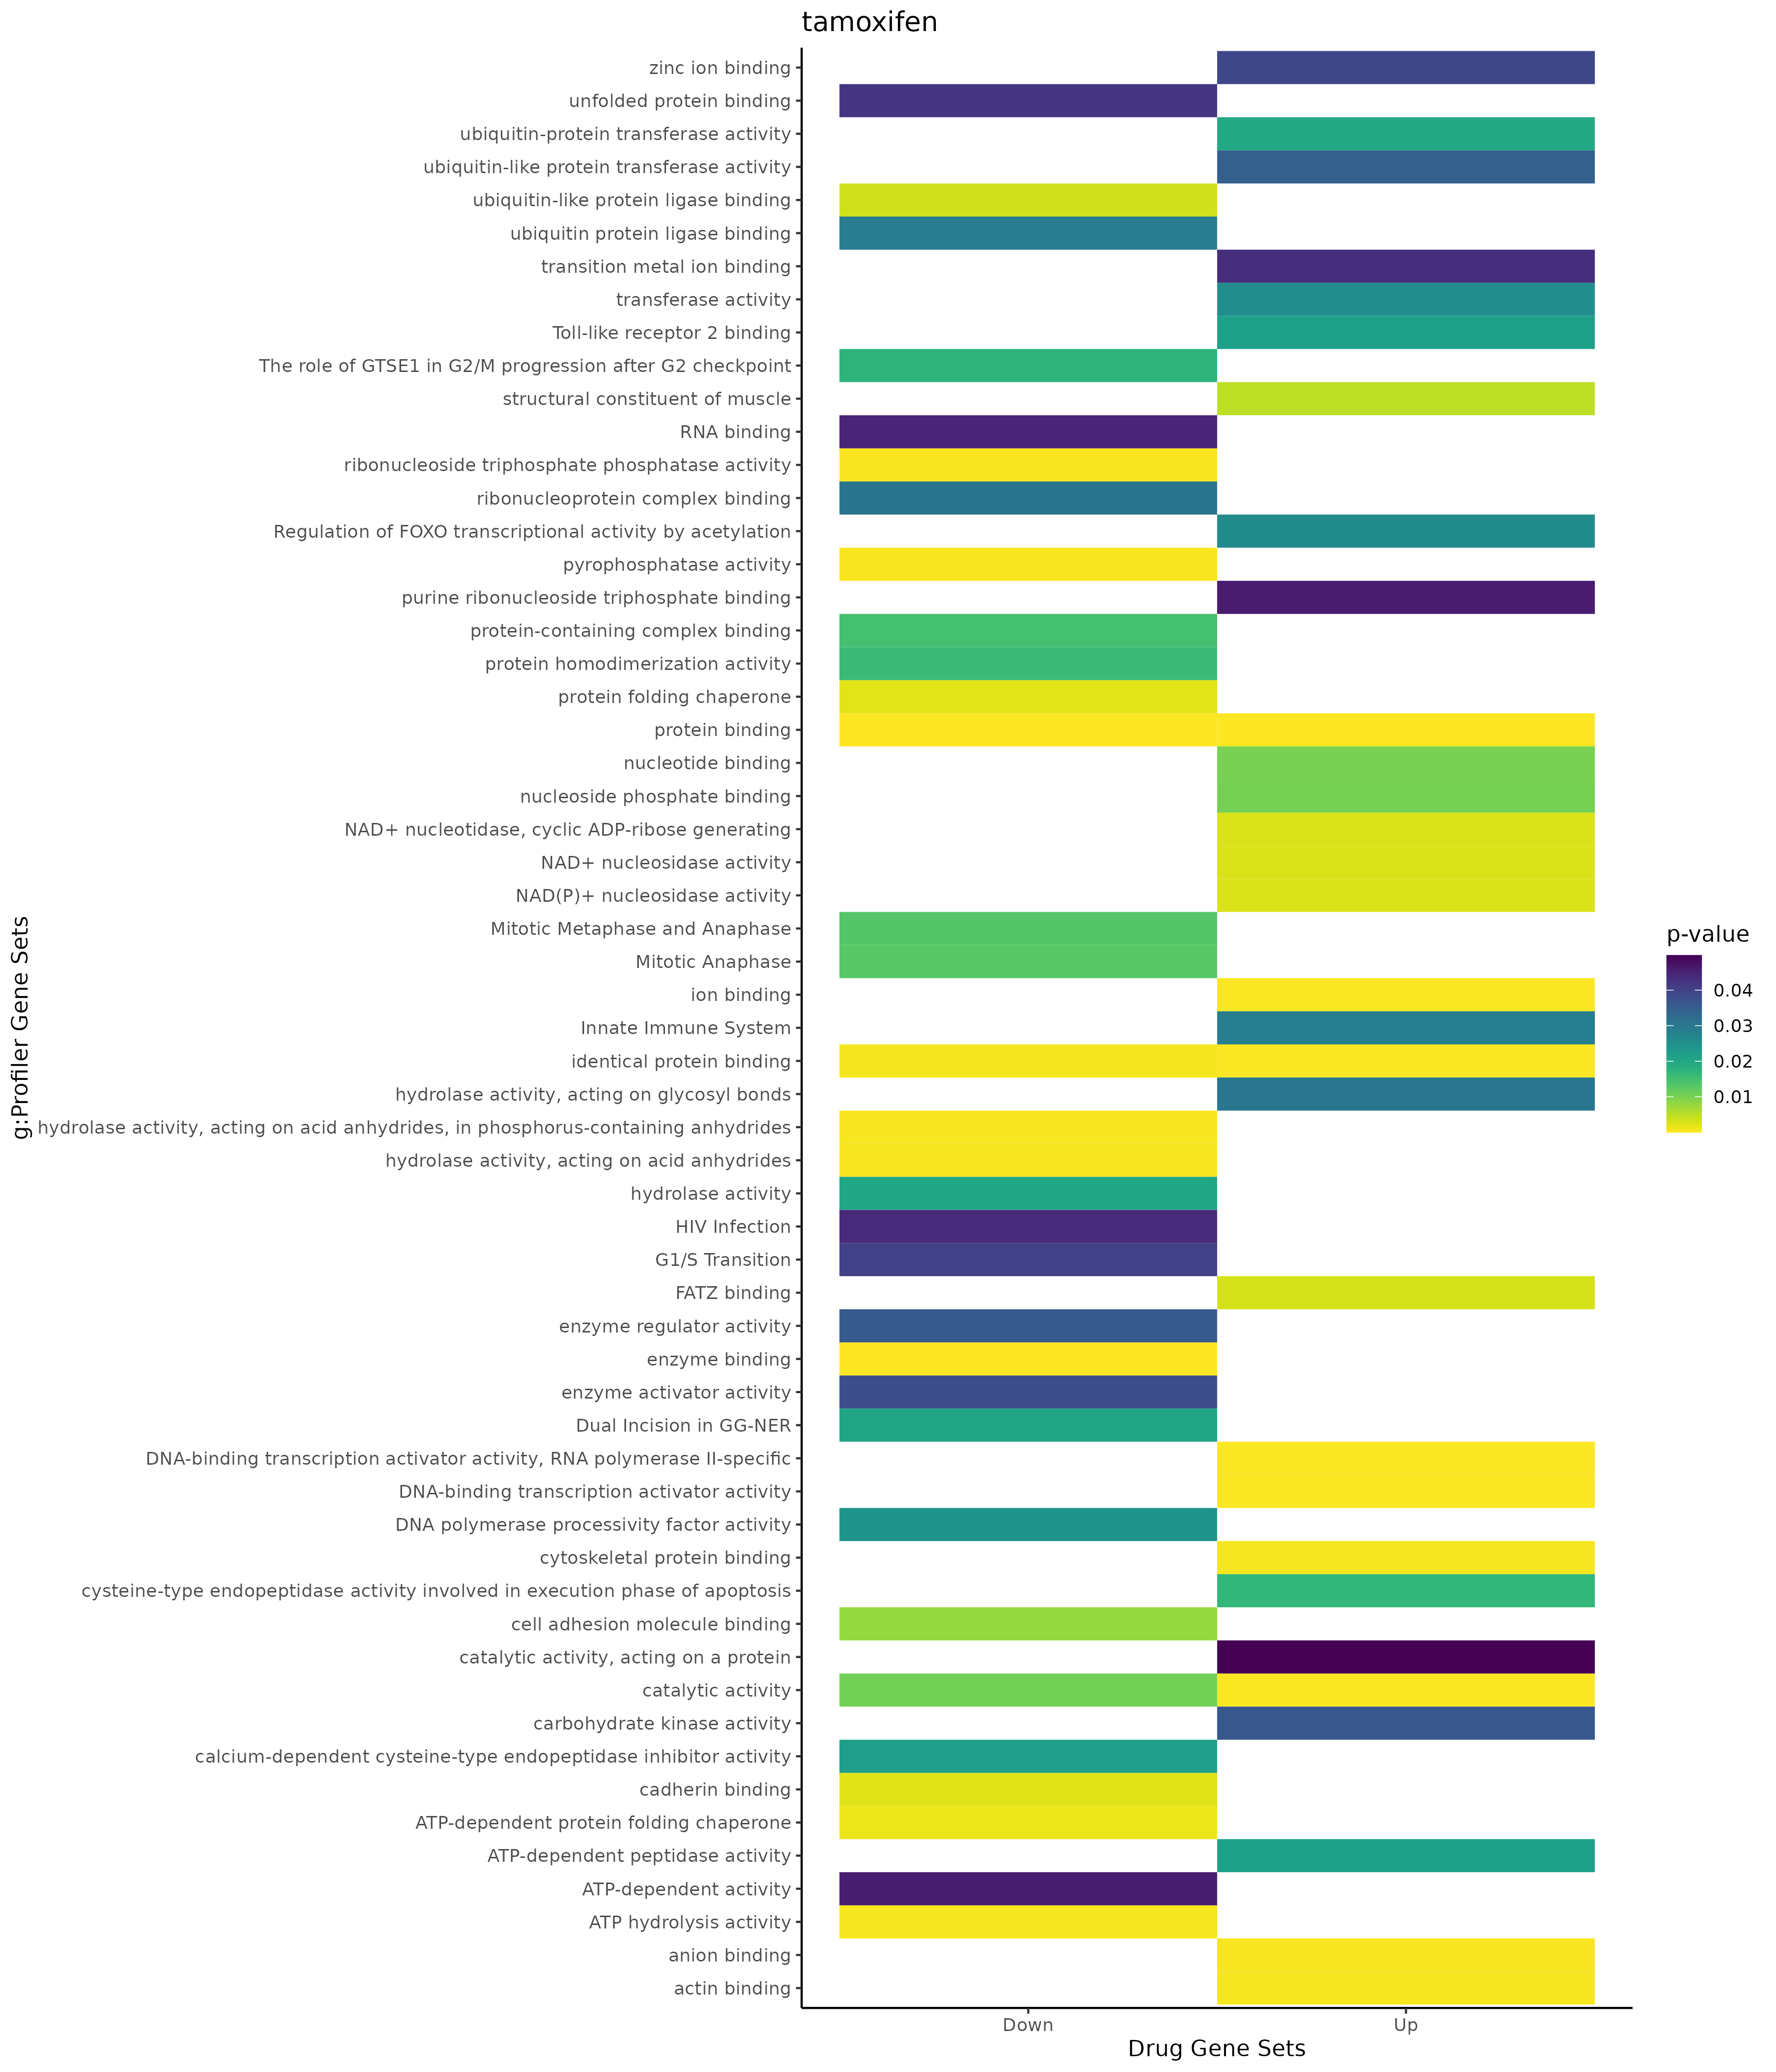 tamoxifen
zinc ion binding
unfolded protein binding
ubiquitin-protein transferase activity
ubiquitin-like protein transferase activity
ubiquitin-like protein ligase binding
ubiquitin protein ligase binding
transition metal ion binding
transferase activity
Toll-like receptor 2 binding
The role of GTSE1 in G2/M progression after G2 checkpoint
structural constituent of muscle
RNA binding
ribonucleoside triphosphate phosphatase activity
ribonucleoprotein complex binding
Regulation of FOXO transcriptional activity by acetylation
pyrophosphatase activity
purine ribonucleoside triphosphate binding
protein-containing complex binding
protein homodimerization activity
protein folding chaperone
protein binding
nucleotide binding
nucleoside phosphate binding
NAD+ nucleotidase, cyclic ADP-ribose generating
NAD+ nucleosidase activity
NAD(P)+ nucleosidase activity
Mitotic Metaphase and Anaphase
Mitotic Anaphase
ion binding
Innate Immune System
identical protein binding
hydrolase activity, acting on glycosyl bonds
hydrolase activity, acting on acid anhydrides, in phosphorus-containing anhydrides
hydrolase activity, acting on acid anhydrides
hydrolase activity
HIV Infection
G1/S Transition
FATZ binding
enzyme regulator activity
enzyme binding
enzyme activator activity
Dual Incision in GG-NER
DNA-binding transcription activator activity, RNA polymerase II-specific
DNA-binding transcription activator activity
DNA polymerase processivity factor activity
cytoskeletal protein binding
cysteine-type endopeptidase activity involved in execution phase of apoptosis
cell adhesion molecule binding
catalytic activity, acting on a protein
catalytic activity
carbohydrate kinase activity
calcium-dependent cysteine-type endopeptidase inhibitor activity
cadherin binding
ATP-dependent protein folding chaperone
ATP-dependent peptidase activity
ATP-dependent activity
ATP hydrolysis activity
anion binding
actin binding
g:Profiler Gene Sets
Down
Up
Drug Gene Sets
p-value
0.04
0.03
0.02
0.01